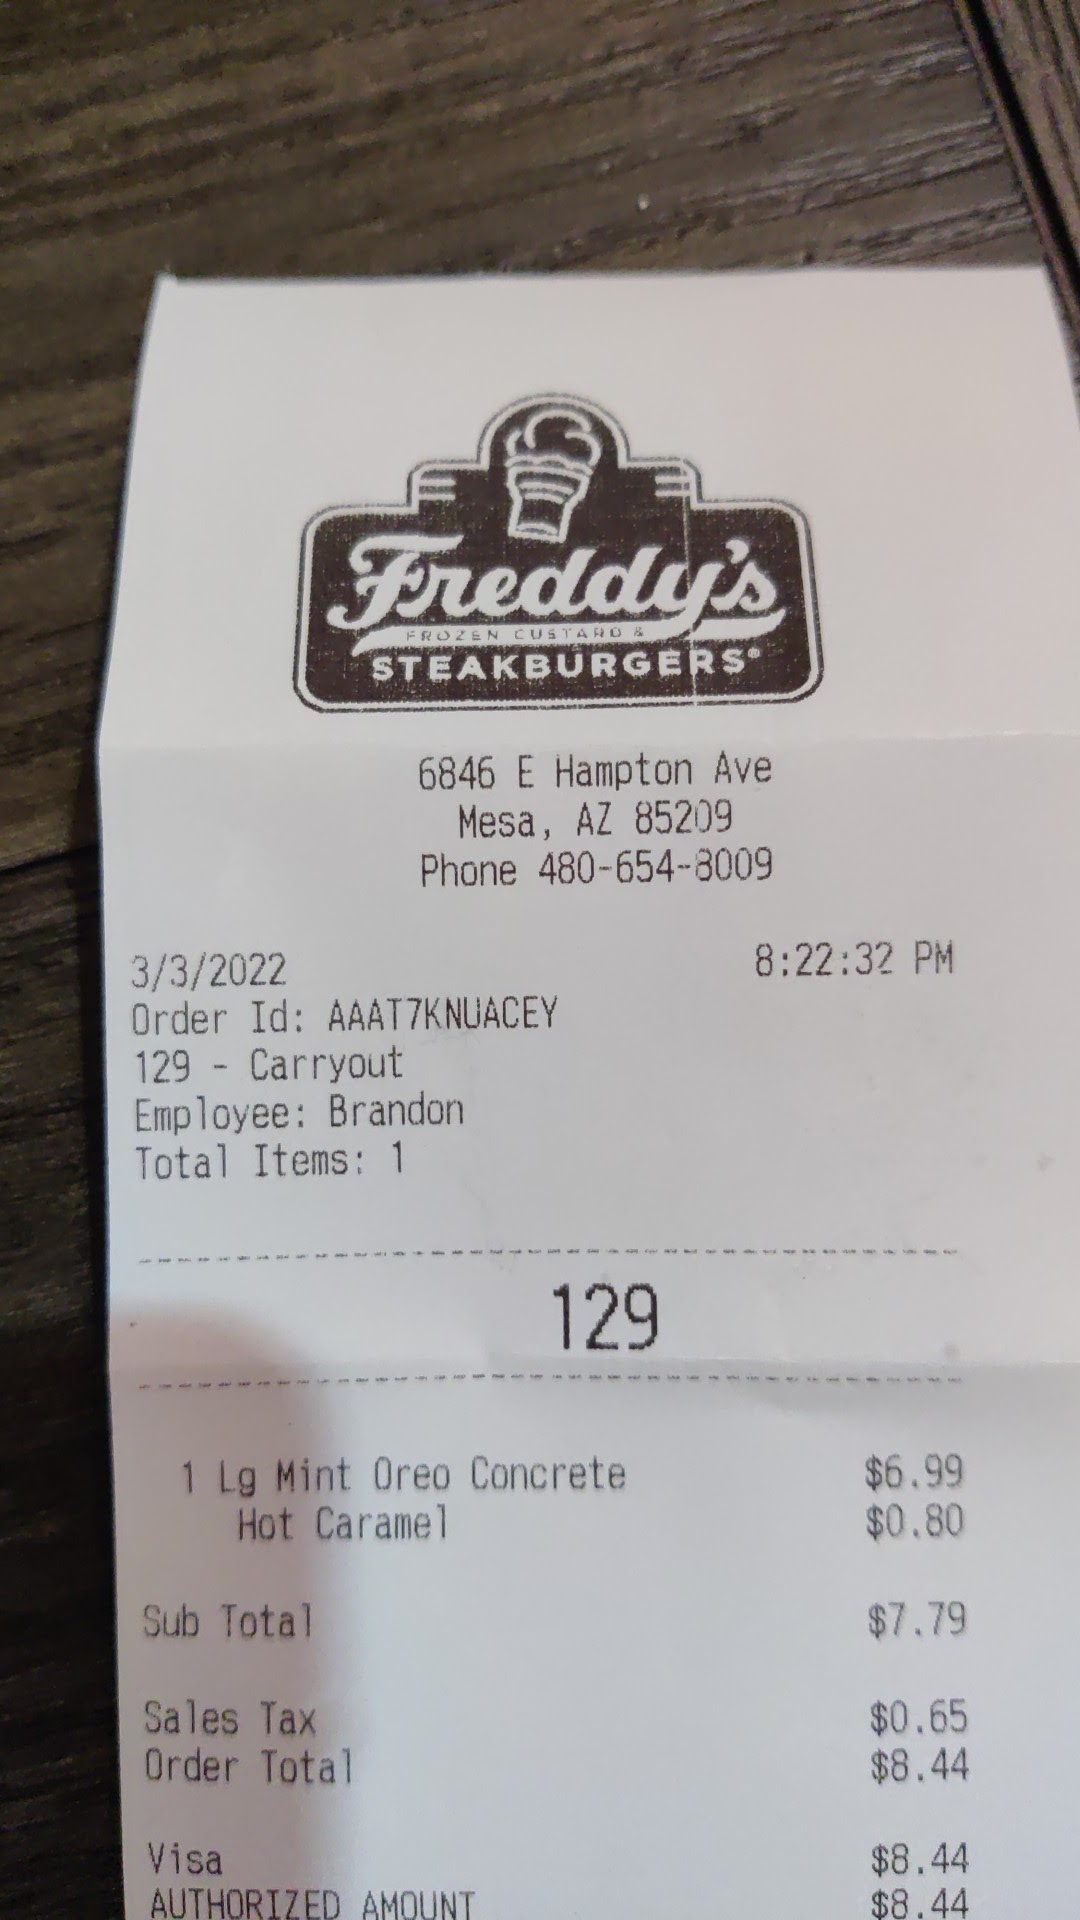 Freddy's
FROZEN CUSTARD &
STEAKBURGERS®
6846 E Hampton Ave
Mesa, AZ 85209
Phone 480-654-8009
3/3/2022 8:22:32 PM
Order Id: AAAT7KNUACEY
129 - Carryout
Employee: Brandon
Total Items: 1
129
1 Lg Mint Oreo Concrete $6.99
Hot Caramel $0.80
Sub Total $7.79
Sales Tax $0.65
Order Total $8.44
Visa $8.44
AUTHORIZED AMOUNT $8.44